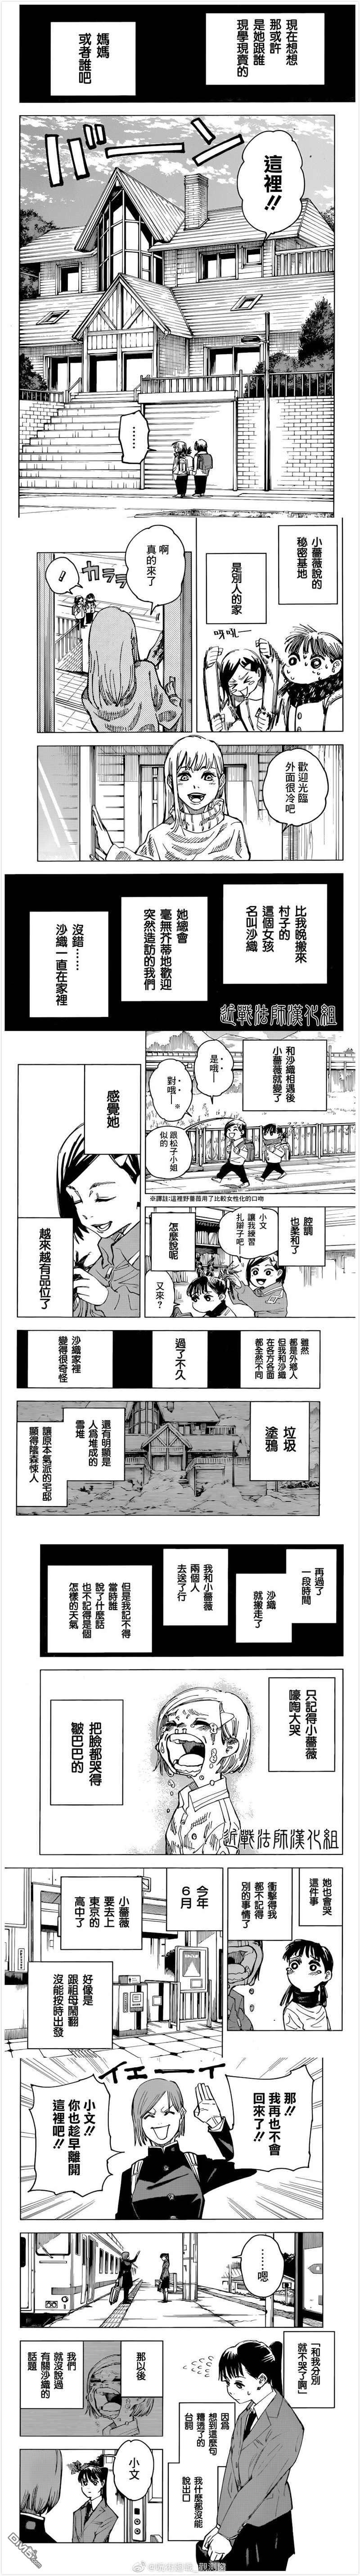 現在想想
那或許
是她跟誰
現學現賣的
媽媽
或者誰吧
バーン
這裡!!
……
小薔薇說的
秘密基地
是別人的家
呀吼—
啊
真的來了
ガララ
!
歡迎光臨
外面很冷吧
比我晚搬來
村子的
這個女孩
名叫沙織
她總會
毫無芥蒂地歡迎
突然造訪的我們
沒錯……
沙織一直在家裡
近戰法師漢化組
和沙織相遇後
小薔薇就變了
是哦—
對哦—※
跟松子小姐
似的
※譯註:這裡野薔薇用了比較女性化的口吻
感覺她
越來越有品位了
腔調
也柔和了
小文
讓我練習
扎辮子吧
怎麼說呢
又來?
雖然
都是外鄉人
但我和沙織
在各方各面
都全然不同
過了不久
沙織家裡
變得很奇怪
垃圾
塗鴉
還有明顯是
人為堆成的
雪堆
讓原本氣派的宅邸
顯得陰森悚人
再過了
一段時間
沙織
就搬走了
我和小薔薇
兩個人
去送了行
但是我記不得
當時誰
說了什麼話
也不記得是個
怎樣的天氣
只記得小薔薇
嚎啕大哭
把臉都哭得
皺巴巴的
近戰法師漢化組
她也會哭
這件事
衝擊得我
都不記得
別的事情了
今年
6月
小薔薇
要去上
東京的
高中了
好像是
跟祖母鬧翻
沒能按時出發
イエーイ
那!!
我再也不會
回來了!!
小文!!
你也趁早離開
這裡吧!!
……嗯
「和我分別
就不哭了啊」
因為
想到這麼句
糟透了的
台詞
我什麼都沒能
說出口
那以後
我們
就沒說過
有關沙織的
話題
小文